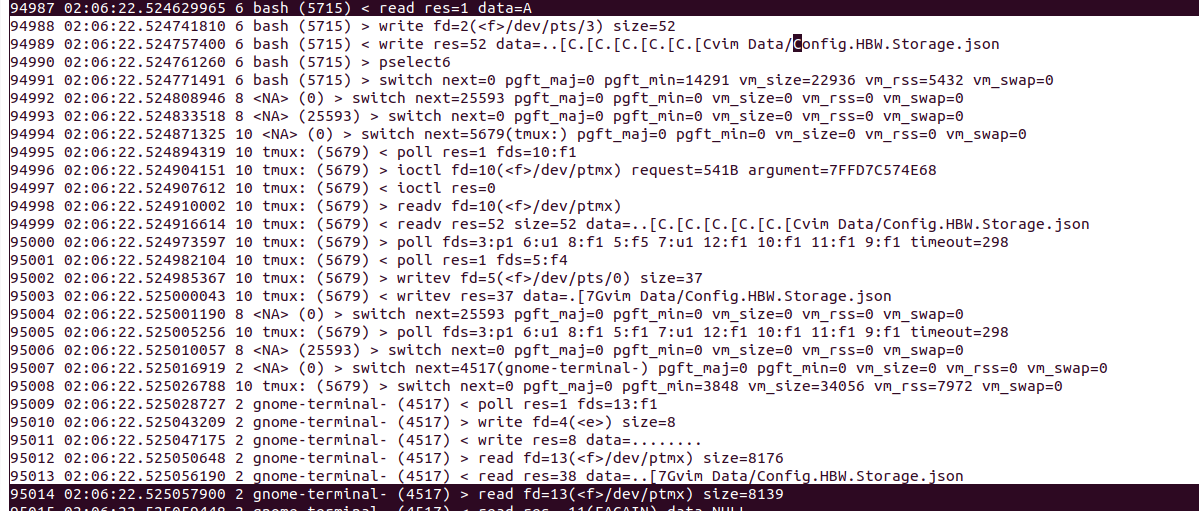 94987 02:06:22.524629965 6 bash (5715) < read res=1 data=A
94988 02:06:22.524741810 6 bash (5715) > write fd=2(<f>/dev/pts/3) size=52
94989 02:06:22.524757400 6 bash (5715) < write res=52 data=..[C.[C.[C.[C.[C.[Cvim Data/Config.HBW.Storage.json
94990 02:06:22.524761260 6 bash (5715) > pselect6
94991 02:06:22.524771491 6 bash (5715) > switch next=0 pgft_maj=0 pgft_min=14291 vm_size=22936 vm_rss=5432 vm_swap=0
94992 02:06:22.524808946 8 <NA> (0) > switch next=25593 pgft_maj=0 pgft_min=0 vm_size=0 vm_rss=0 vm_swap=0
94993 02:06:22.524833518 8 <NA> (25593) > switch next=0 pgft_maj=0 pgft_min=0 vm_size=0 vm_rss=0 vm_swap=0
94994 02:06:22.524871325 10 <NA> (0) > switch next=5679(tmux:) pgft_maj=0 pgft_min=0 vm_size=0 vm_rss=0 vm_swap=0
94995 02:06:22.524894319 10 tmux: (5679) < poll res=1 fds=10:f1
94996 02:06:22.524904151 10 tmux: (5679) > ioctl fd=10(<f>/dev/ptmx) request=541B argument=7FFD7C574E68
94997 02:06:22.524907612 10 tmux: (5679) < ioctl res=0
94998 02:06:22.524910002 10 tmux: (5679) > readv fd=10(<f>/dev/ptmx)
94999 02:06:22.524916614 10 tmux: (5679) < readv res=52 size=52 data=..[C.[C.[C.[C.[C.[Cvim Data/Config.HBW.Storage.json
95000 02:06:22.524973597 10 tmux: (5679) > poll fds=3:p1 6:u1 8:f1 5:f5 7:u1 12:f1 10:f1 11:f1 9:f1 timeout=298
95001 02:06:22.524982104 10 tmux: (5679) < poll res=1 fds=5:f4
95002 02:06:22.524985367 10 tmux: (5679) > writev fd=5(<f>/dev/pts/0) size=37
95003 02:06:22.525000043 10 tmux: (5679) < writev res=37 data=.[7Gvim Data/Config.HBW.Storage.json
95004 02:06:22.525001190 8 <NA> (0) > switch next=25593 pgft_maj=0 pgft_min=0 vm_size=0 vm_rss=0 vm_swap=0
95005 02:06:22.525005256 10 tmux: (5679) > poll fds=3:p1 6:u1 8:f1 5:f1 7:u1 12:f1 10:f1 11:f1 9:f1 timeout=298
95006 02:06:22.525010057 8 <NA> (25593) > switch next=0 pgft_maj=0 pgft_min=0 vm_size=0 vm_rss=0 vm_swap=0
95007 02:06:22.525016919 2 <NA> (0) > switch next=4517(gnome-terminal-) pgft_maj=0 pgft_min=0 vm_size=0 vm_rss=0 vm_swap=0
95008 02:06:22.525026788 10 tmux: (5679) > switch next=0 pgft_maj=0 pgft_min=3848 vm_size=34056 vm_rss=7972 vm_swap=0
95009 02:06:22.525028727 2 gnome-terminal- (4517) < poll res=1 fds=13:f1
95010 02:06:22.525043209 2 gnome-terminal- (4517) > write fd=4(<e>) size=8
95011 02:06:22.525047175 2 gnome-terminal- (4517) < write res=8 data=........
95012 02:06:22.525050648 2 gnome-terminal- (4517) > read fd=13(<f>/dev/ptmx) size=8176
95013 02:06:22.525056190 2 gnome-terminal- (4517) < read res=38 data=..[7Gvim Data/Config.HBW.Storage.json
95014 02:06:22.525057900 2 gnome-terminal- (4517) > read fd=13(<f>/dev/ptmx) size=8139